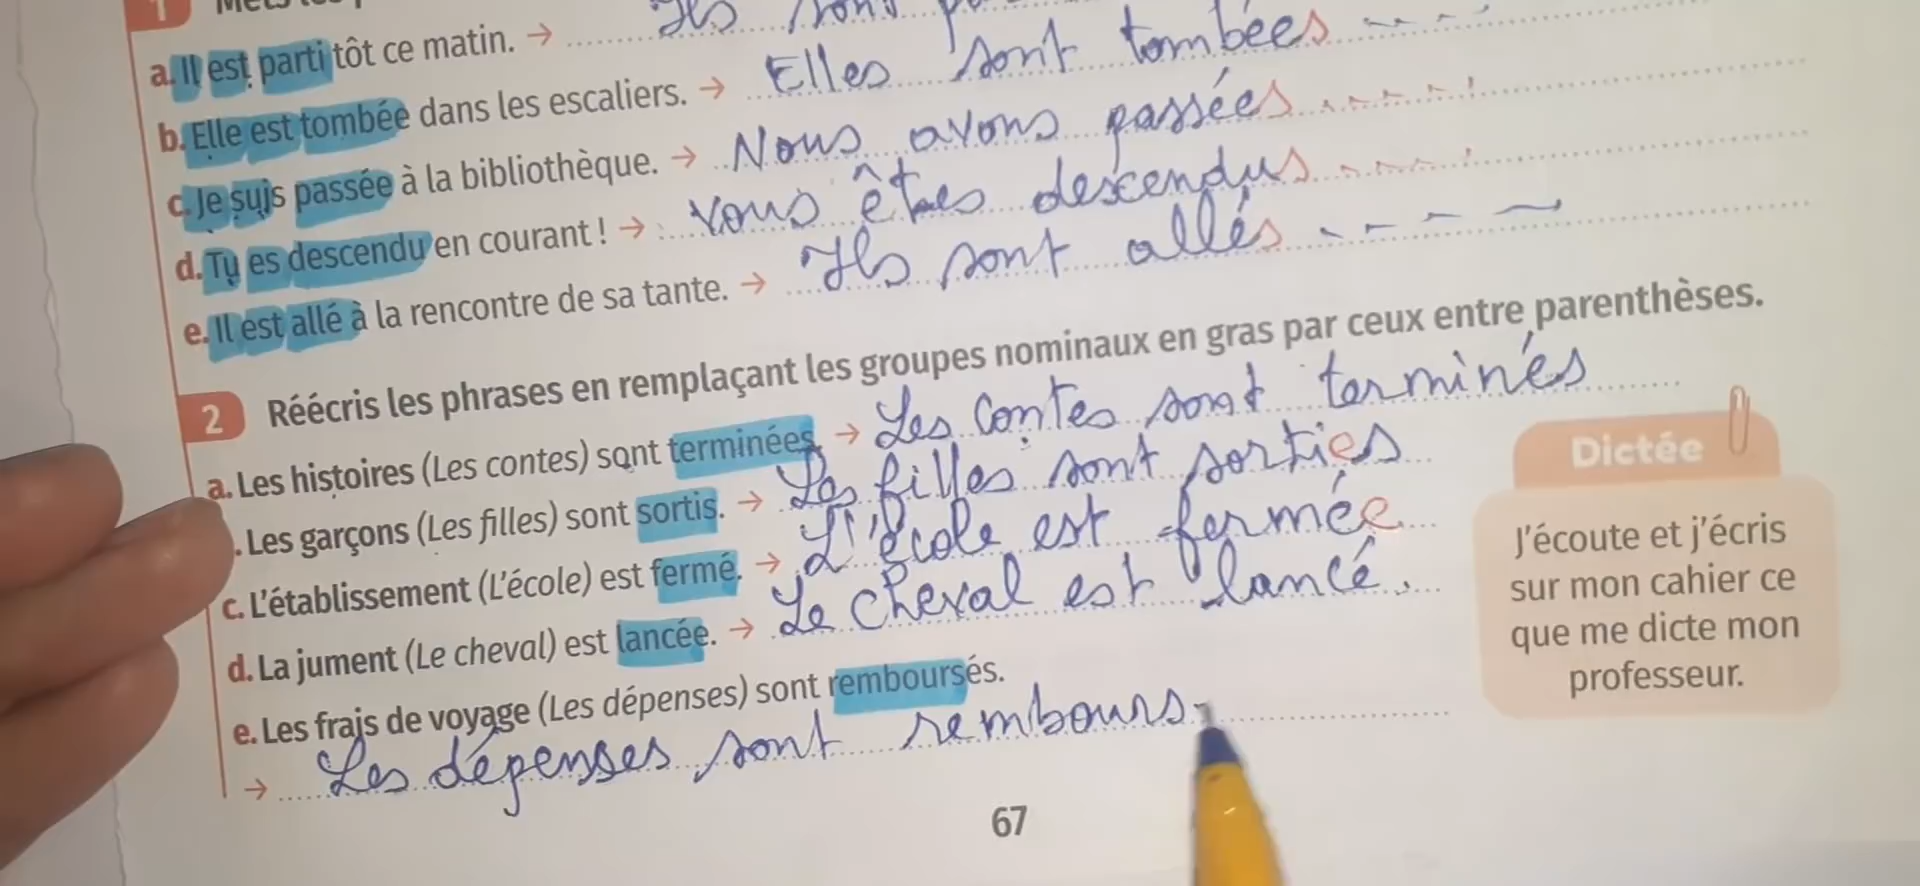 1
a. Il est parti tôt ce matin. → Ils sont
b. Elle est tombée dans les escaliers. → Elles sont tombées
c. Je suis passée à la bibliothèque. → Nous avons passées
d. Tu es descendu en courant ! → Vous êtes descendus
e. Il est allé à la rencontre de sa tante. → Ils sont allés
2 Réécris les phrases en remplaçant les groupes nominaux en gras par ceux entre parenthèses.
a. Les histoires (Les contes) sont terminées. → Les contes sont terminés
. Les garçons (Les filles) sont sortis. → Les filles sont sorties
c. L'établissement (L'école) est fermé. → L'école est fermée
d. La jument (Le cheval) est lancée. → Le cheval est lancé.
e. Les frais de voyage (Les dépenses) sont remboursés.
→ Les dépenses sont rembours
Dictée
J'écoute et j'écris
sur mon cahier ce
que me dicte mon
professeur.
67